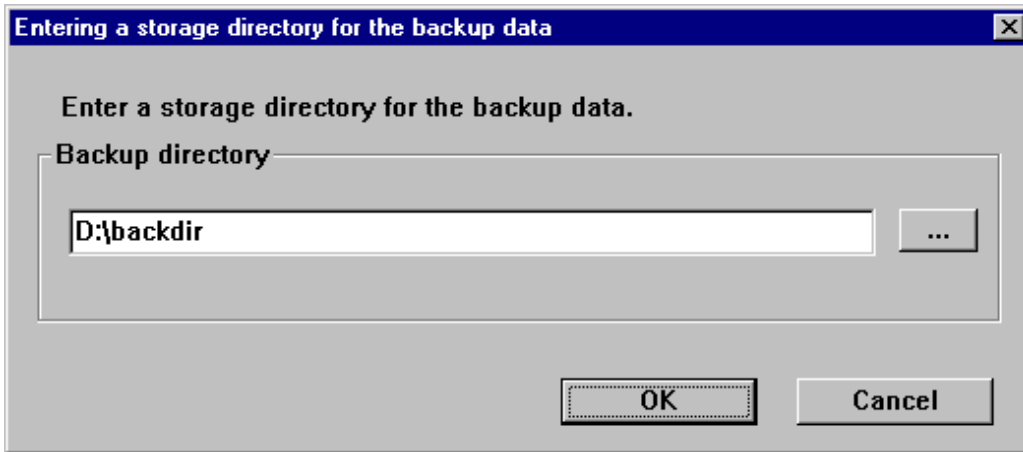 Entering a storage directory for the backup data
Enter a storage directory for the backup data.
Backup directory
D:\backdir
...
OK
Cancel